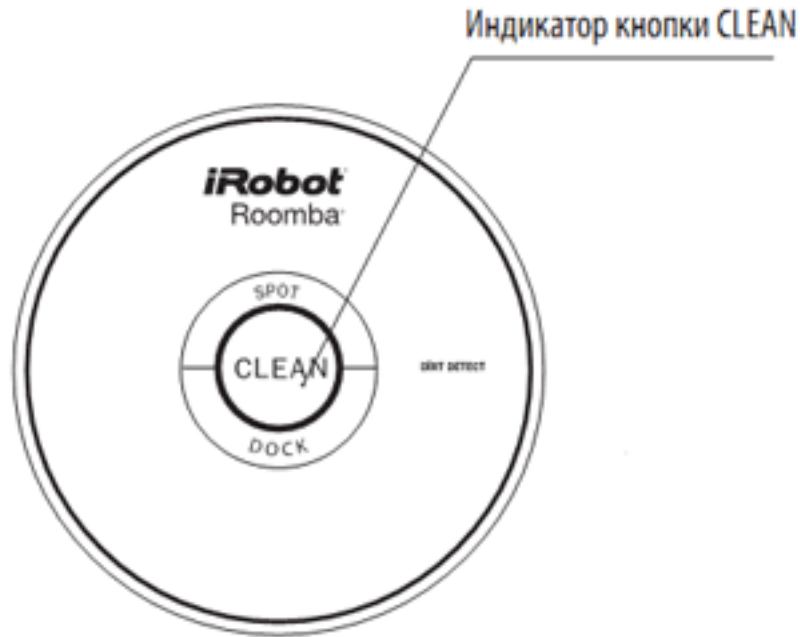 Индикатор кнопки CLEAN
iRobot
Roomba
SPOT
CLEAN
DIRT DETECT
DOCK